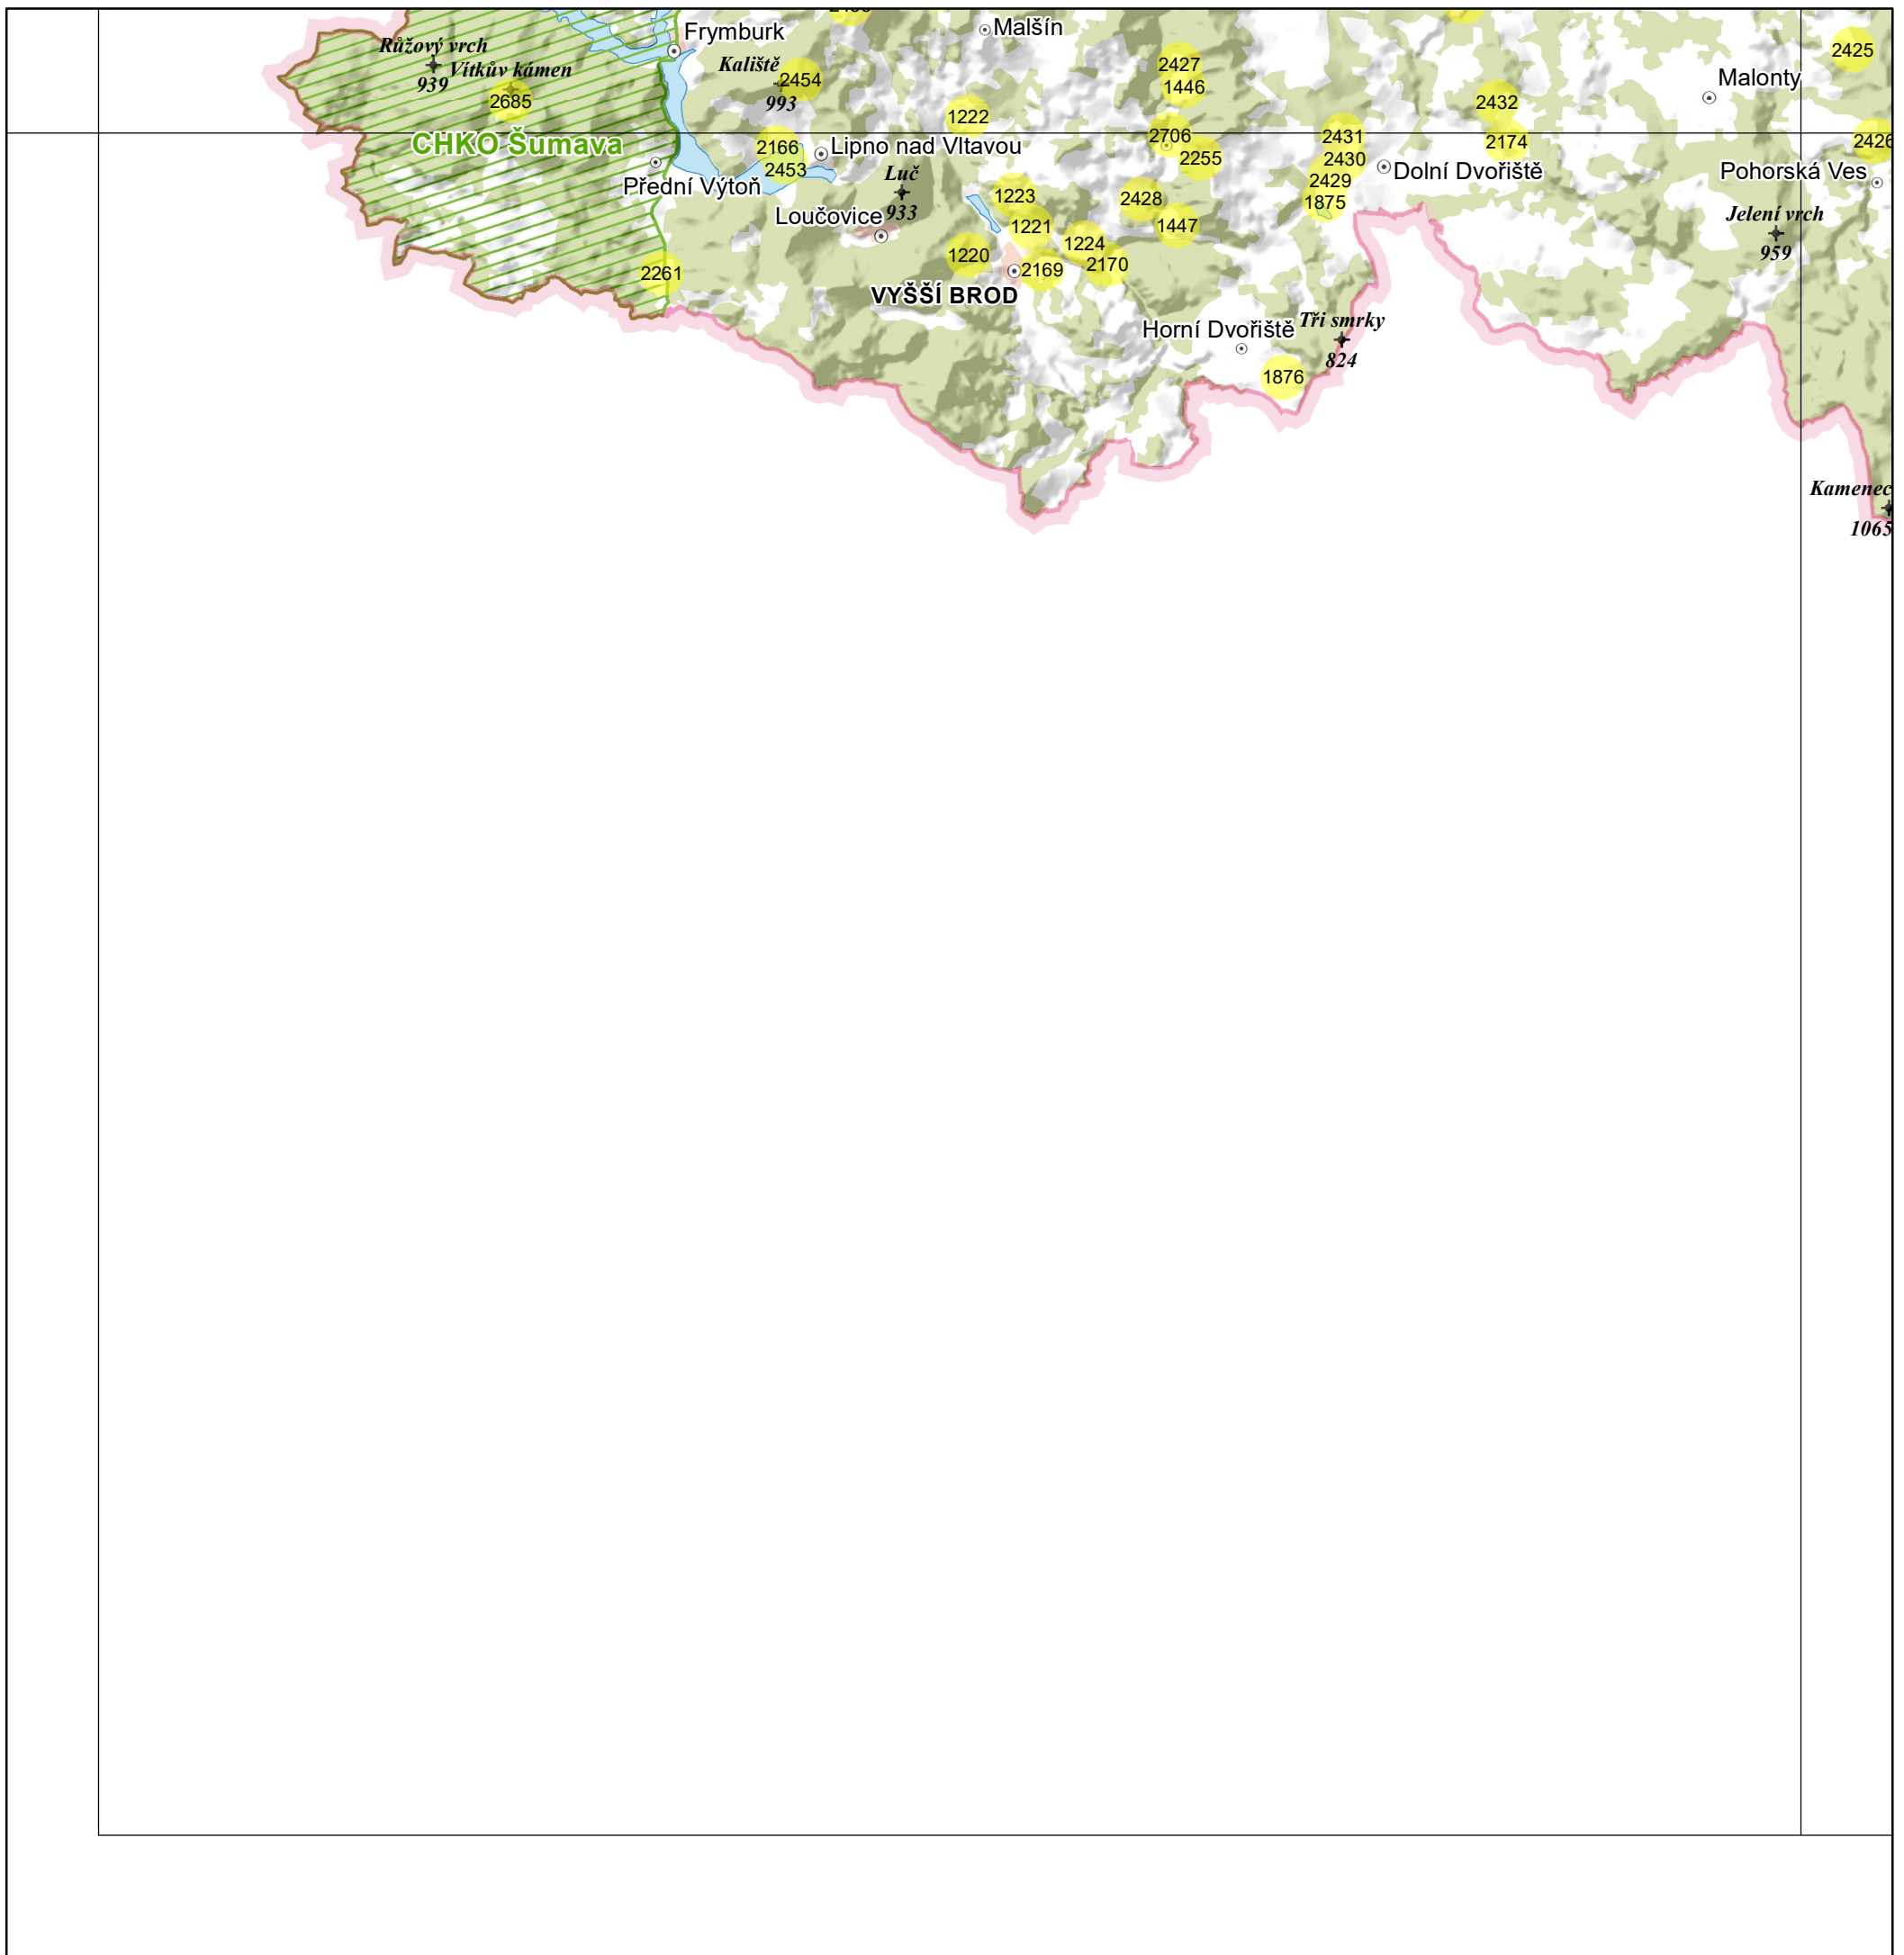 Frymburk
Malšín
Růžový vrch
939
Vítkův kámen
2685
Kaliště
2454
993
2427
1446
2425
Malonty
2432
1222
CHKO Šumava
2166
2453
Lipno nad Vltavou
2706
2255
2431
2430
2429
1875
Dolní Dvořiště
2174
2426
Přední Výtoň
Luč
933
Loučovice
1223
1221
2428
1447
1224
2170
Pohorská Ves
Jelení vrch
959
2261
1220
2169
VYŠŠÍ BROD
Horní Dvořiště
Tři smrky
824
1876
Kamenec
1065